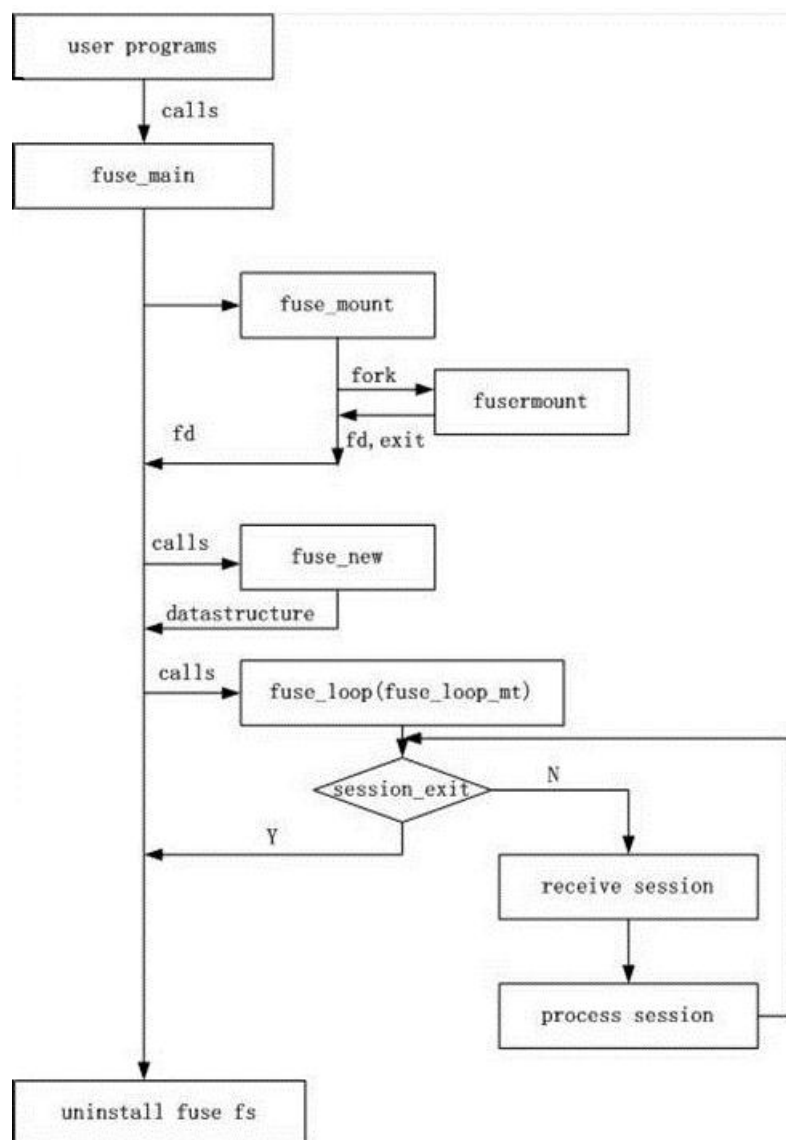 user programs
calls
fuse_main
fuse_mount
fork
fusermount
fd
fd,exit
calls
fuse_new
datastructure
calls
fuse_loop(fuse_loop_mt)
session_exit
N
Y
receive session
process session
uninstall fuse fs